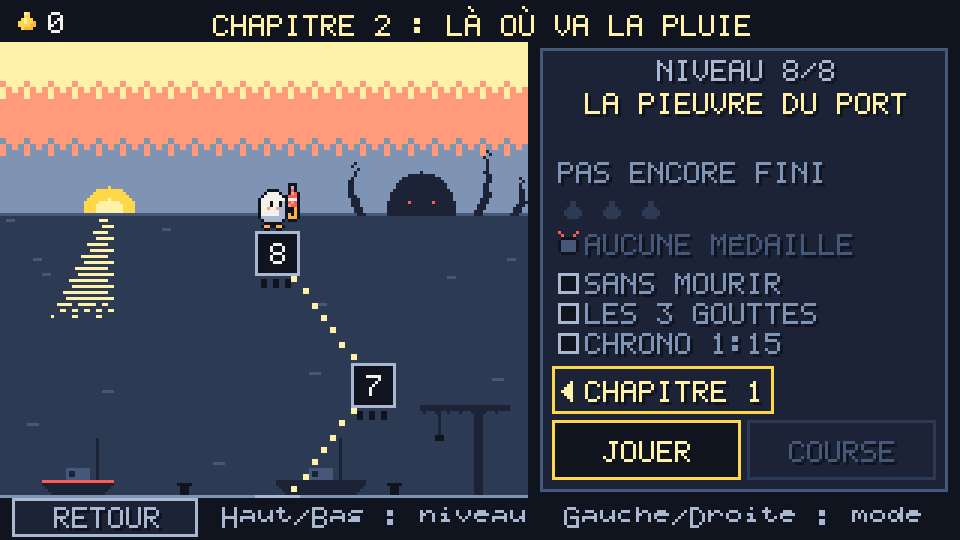 0
CHAPITRE 2 : LÀ OÙ VA LA PLUIE
NIVEAU 8/8
LA PIEUVRE DU PORT
PAS ENCORE FINI
AUCUNE MÉDAILLE
SANS MOURIR
LES 3 GOUTTES
CHRONO 1:15
CHAPITRE 1
JOUER
COURSE
8
7
RETOUR
Haut/Bas : niveau
Gauche/Droite : mode